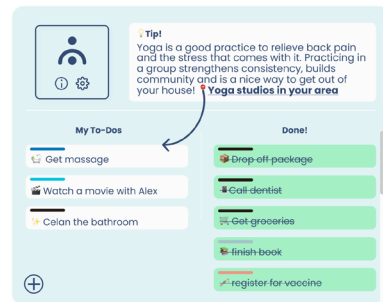 Tip!
Yoga is a good practice to relieve back pain
and the stress that comes with it. Practicing in
a group strengthens consistency, builds
community and is a nice way to get out of
your house! Yoga studios in your area
My To-Dos
Get massage
Watch a movie with Alex
Celan the bathroom
Done!
Drop off package
Call dentist
Get groceries
finish book
register for vaccine